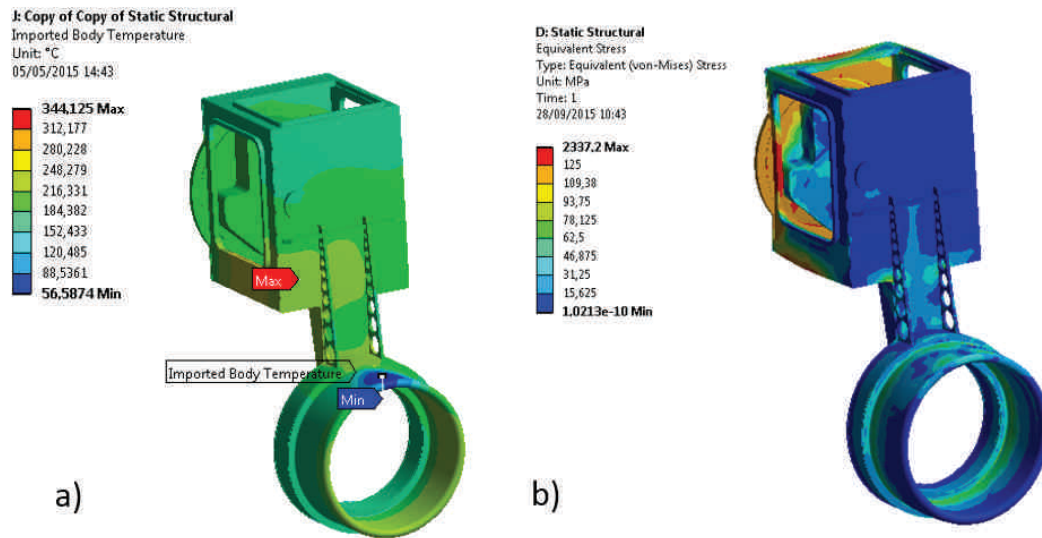 J: Copy of Copy of Static Structural
Imported Body Temperature
Unit: °C
05/05/2015 14:43
344,125 Max
312,177
280,228
248,279
216,331
184,382
152,433
120,485
88,5361
56,5874 Min
Max
Imported Body Temperature
Min
a)
D: Static Structural
Equivalent Stress
Type: Equivalent (von-Mises) Stress
Unit: MPa
Time: 1
28/09/2015 10:43
2337,2 Max
125
109,38
93,75
78,125
62,5
46,875
31,25
15,625
1,0213e-10 Min
b)